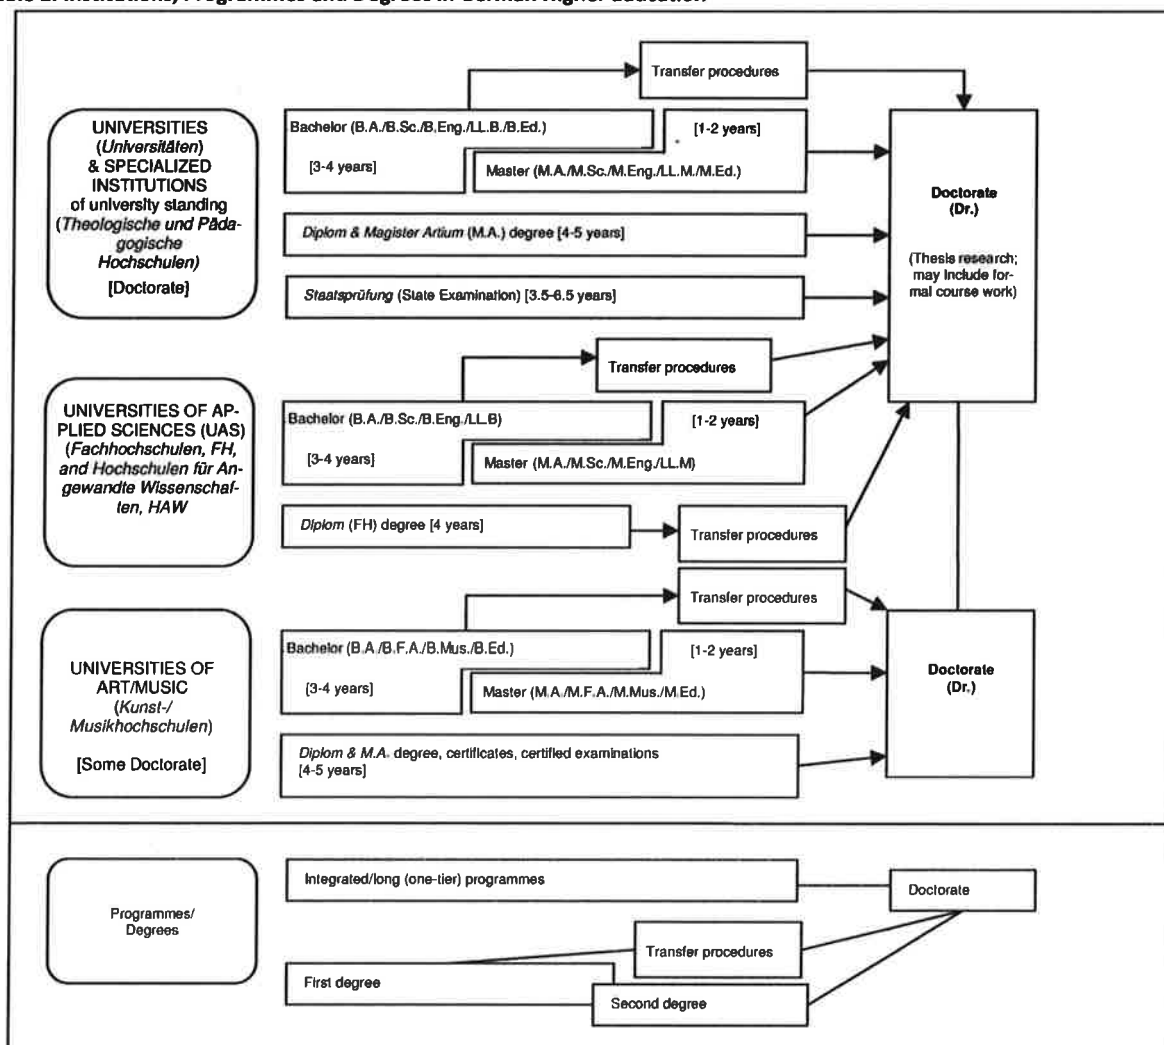 Transfer procedures
UNIVERSITIES
(Universitäten)
& SPECIALIZED
INSTITUTIONS
of university standing
(Theologische und Päda-
gogische
Hochschulen)
[Doctorate]
Bachelor (B.A./B.Sc./B.Eng./LL.B./B.Ed.)
[3-4 years]
[1-2 years]
Master (M.A./M.Sc./M.Eng./LL.M./M.Ed.)
Diplom & Magister Artium (M.A.) degree [4-5 years]
Staatsprüfung (State Examination) [3.5-6.5 years]
Doctorate
(Dr.)
(Thesis research;
may include for-
mal course work)
Transfer procedures
UNIVERSITIES OF AP-
PLIED SCIENCES (UAS)
(Fachhochschulen, FH,
and Hochschulen für An-
gewandte Wissenschaf-
ten, HAW
Bachelor (B.A./B.Sc./B.Eng./LL.B)
[3-4 years]
[1-2 years]
Master (M.A./M.Sc./M.Eng./LL.M)
Diplom (FH) degree [4 years]
Transfer procedures
Transfer procedures
UNIVERSITIES OF
ART/MUSIC
(Kunst-/
Musikhochschulen)
[Some Doctorate]
Bachelor (B.A./B.F.A./B.Mus./B.Ed.)
[3-4 years]
[1-2 years]
Master (M.A./M.F.A./M.Mus./M.Ed.)
Diplom & M.A. degree, certificates, certified examinations
[4-5 years]
Doctorate
(Dr.)
Programmes/
Degrees
Integrated/long (one-tier) programmes
Doctorate
Transfer procedures
First degree
Second degree